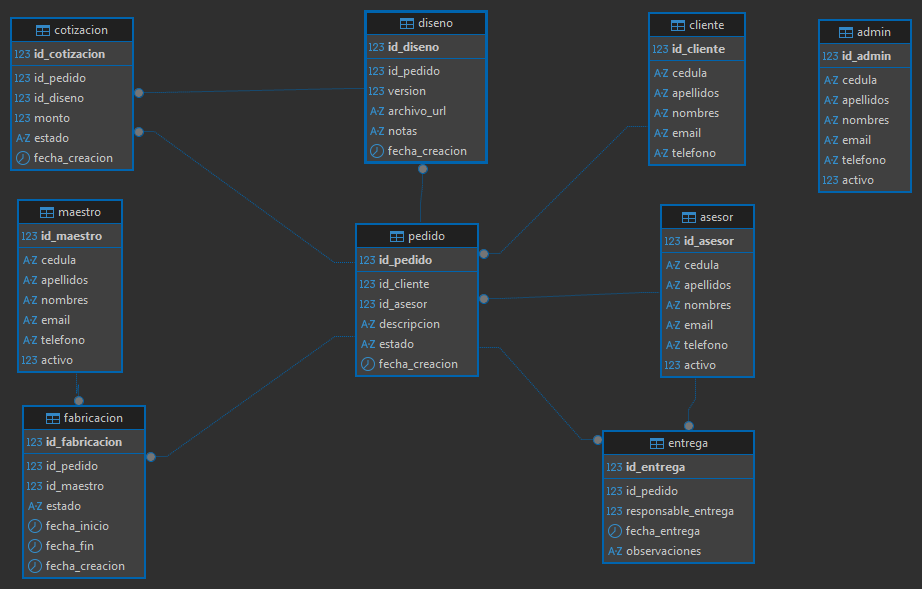 cotizacion
123 id_cotizacion
123 id_pedido
123 id_diseno
123 monto
A-Z estado
fecha_creacion
diseno
123 id_diseno
123 id_pedido
123 version
A-Z archivo_url
A-Z notas
fecha_creacion
cliente
123 id_cliente
A-Z cedula
A-Z apellidos
A-Z nombres
A-Z email
A-Z telefono
admin
123 id_admin
A-Z cedula
A-Z apellidos
A-Z nombres
A-Z email
A-Z telefono
123 activo
maestro
123 id_maestro
A-Z cedula
A-Z apellidos
A-Z nombres
A-Z email
A-Z telefono
123 activo
pedido
123 id_pedido
123 id_cliente
123 id_asesor
A-Z descripcion
A-Z estado
fecha_creacion
asesor
123 id_asesor
A-Z cedula
A-Z apellidos
A-Z nombres
A-Z email
A-Z telefono
123 activo
fabricacion
123 id_fabricacion
123 id_pedido
123 id_maestro
A-Z estado
fecha_inicio
fecha_fin
fecha_creacion
entrega
123 id_entrega
123 id_pedido
123 responsable_entrega
fecha_entrega
A-Z observaciones